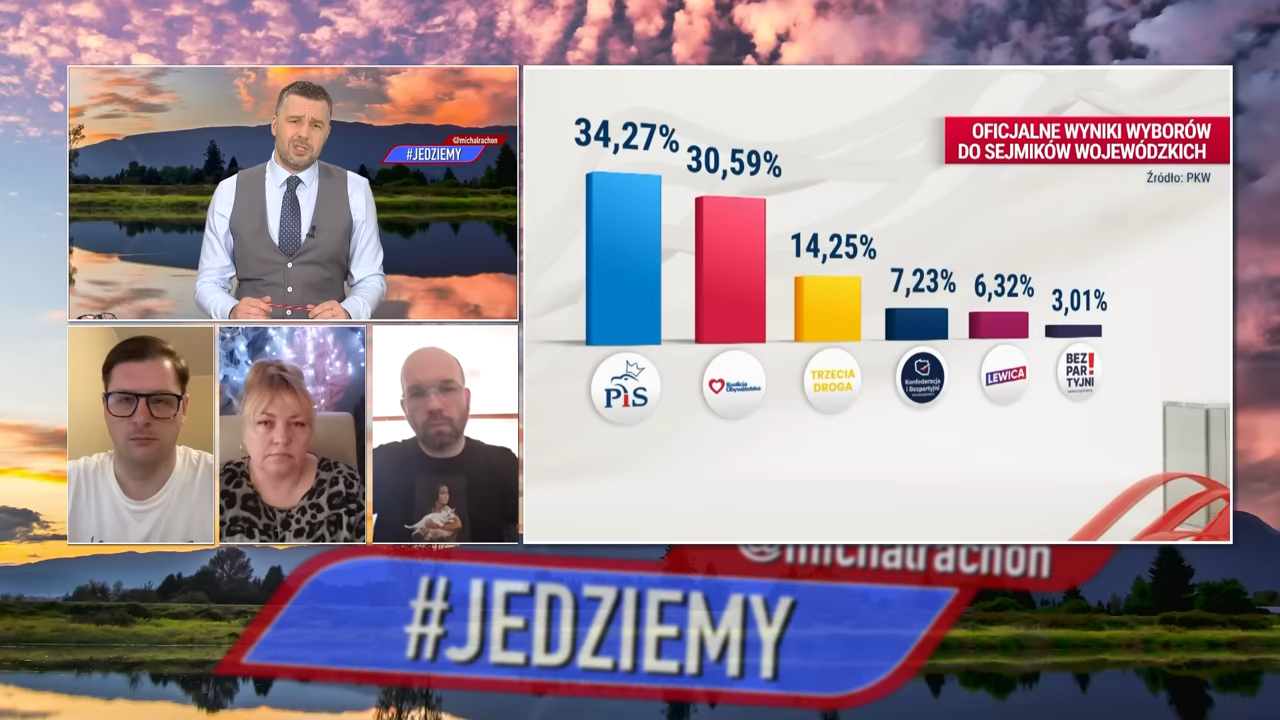 @michalrachon
#JEDZIEMY
OFICJALNE WYNIKI WYBORÓW
DO SEJMIKÓW WOJEWÓDZKICH
Źródło: PKW
34,27%
30,59%
14,25%
7,23%
6,32%
3,01%
PiS
Koalicja
Obywatelska
TRZECIA
DROGA
Konfederacja
i Bezpartyjni
LEWICA
BEZ
PAR
TYJNI
@michalrachon
#JEDZIEMY